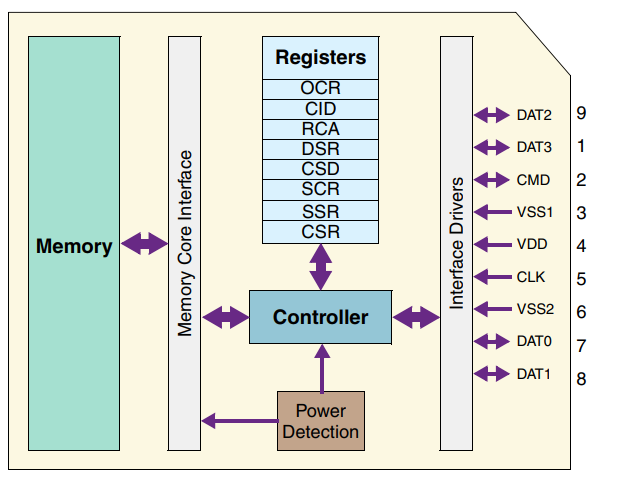 Memory
Memory Core Interface
Registers
OCR
CID
RCA
DSR
CSD
SCR
SSR
CSR
Controller
Power
Detection
Interface Drivers
DAT2 9
DAT3 1
CMD 2
VSS1 3
VDD 4
CLK 5
VSS2 6
DAT0 7
DAT1 8